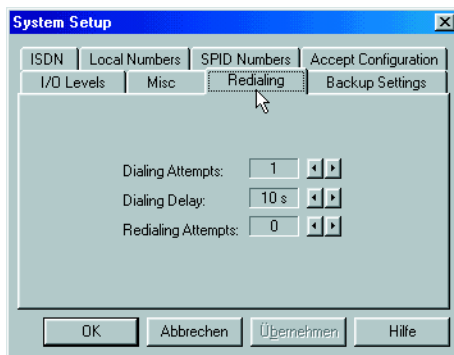 System Setup
ISDN Local Numbers SPID Numbers Accept Configuration
I/O Levels Misc Redialing Backup Settings
Dialing Attempts: 1
Dialing Delay: 10 s
Redialing Attempts: 0
OK Abbrechen Übernehmen Hilfe